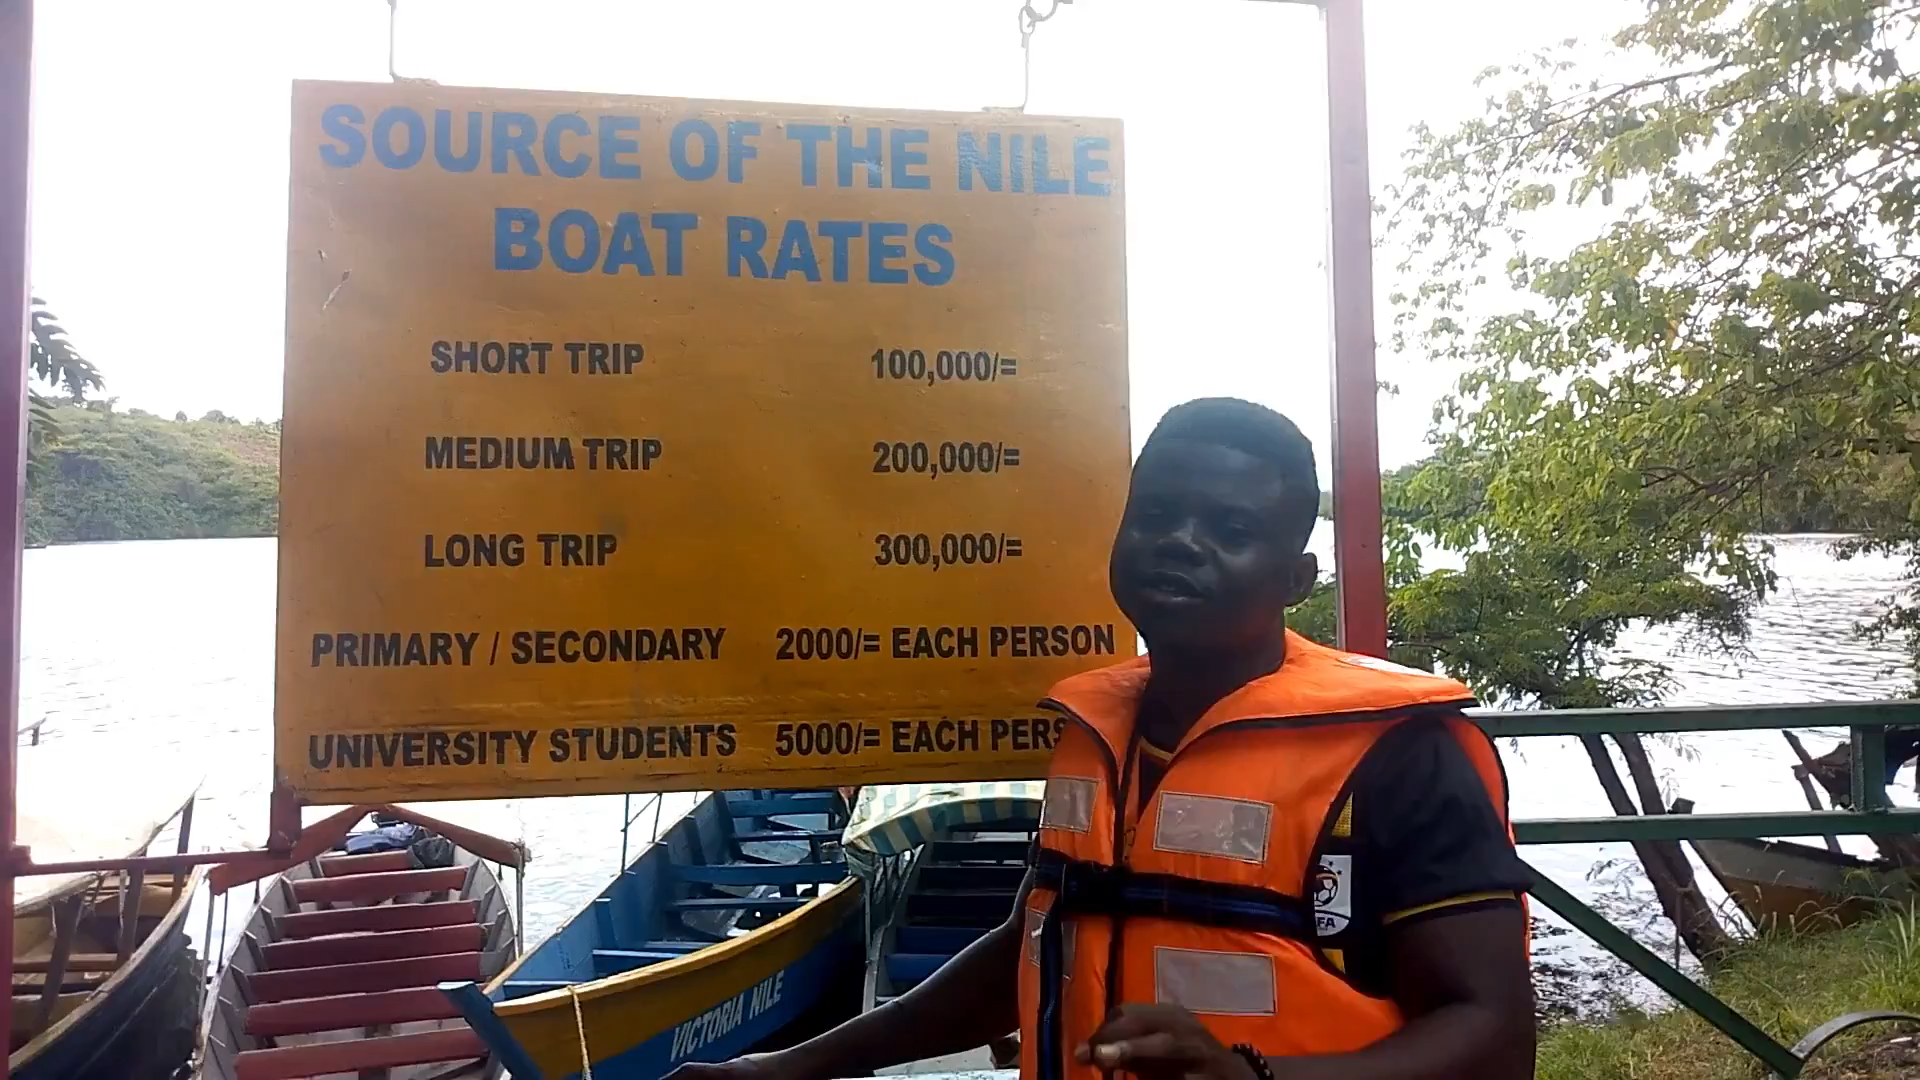 SOURCE OF THE NILE
BOAT RATES
SHORT TRIP 100,000/=
MEDIUM TRIP 200,000/=
LONG TRIP 300,000/=
PRIMARY / SECONDARY 2000/= EACH PERSON
UNIVERSITY STUDENTS 5000/= EACH PERS
VICTORIA NILE
FA